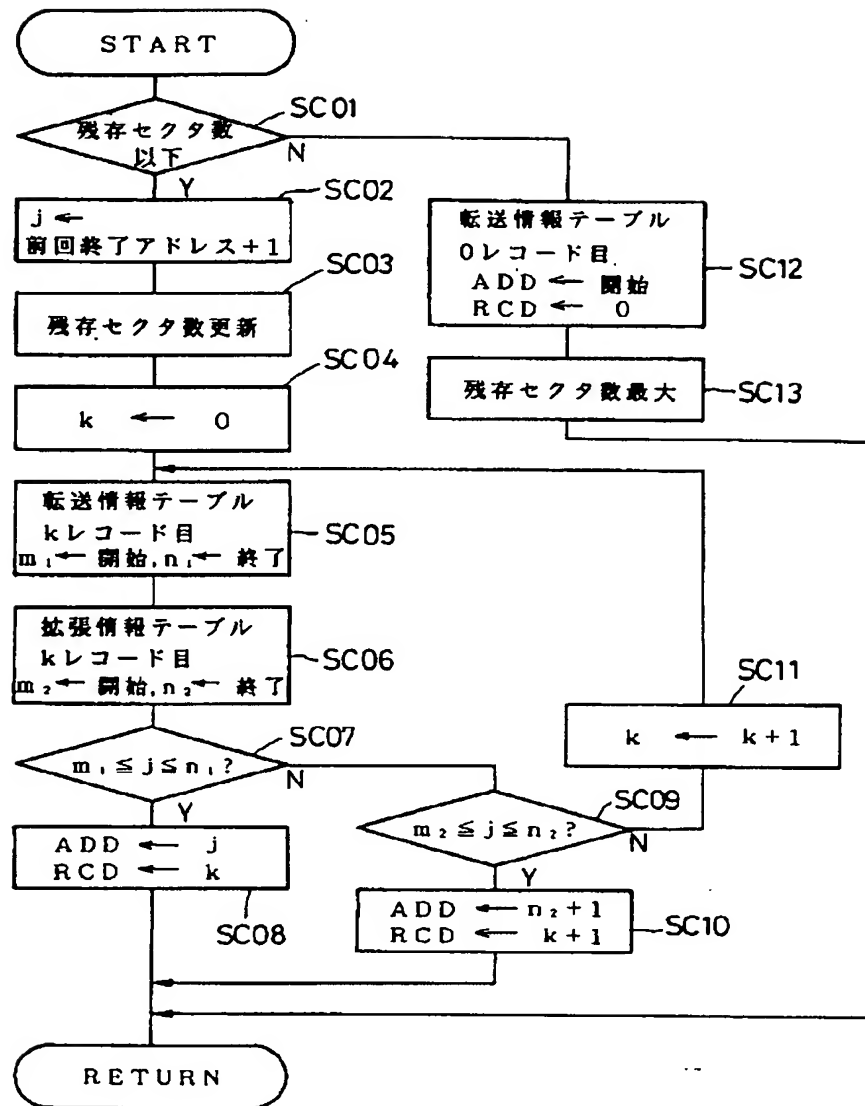 START
SC01
残存セクタ数
以下
N
Y
SC02
j ←
前回終了アドレス+1
SC03
残存セクタ数更新
SC04
k ← 0
転送情報テーブル
kレコード目
m₁← 開始, n₁← 終了
SC05
拡張情報テーブル
kレコード目
m₂← 開始, n₂← 終了
SC06
SC07
m₁≦j≦n₁?
N
Y
ADD ← j
RCD ← k
SC08
SC09
m₂≦j≦n₂?
N
Y
ADD ←n₂+1
RCD ← k+1
SC10
SC11
k ← k+1
転送情報テーブル
0レコード目
ADD ← 開始
RCD ← 0
SC12
残存セクタ数最大
SC13
RETURN